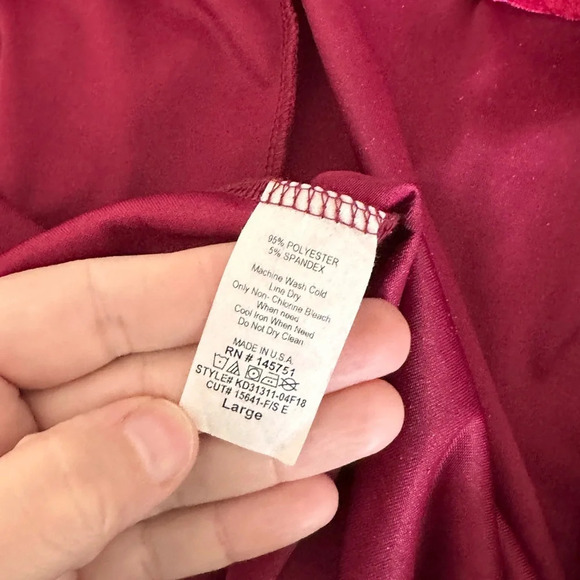 95% POLYESTER
5% SPANDEX
Machine Wash Cold
Line Dry
Only Non- Chlorine Bleach
When need
Cool Iron When Need
Do Not Dry Clean
MADE IN U.S.A.
RN # 145751
STYLE# KD31311-04F18
CUT# 15641-F/S E
Large